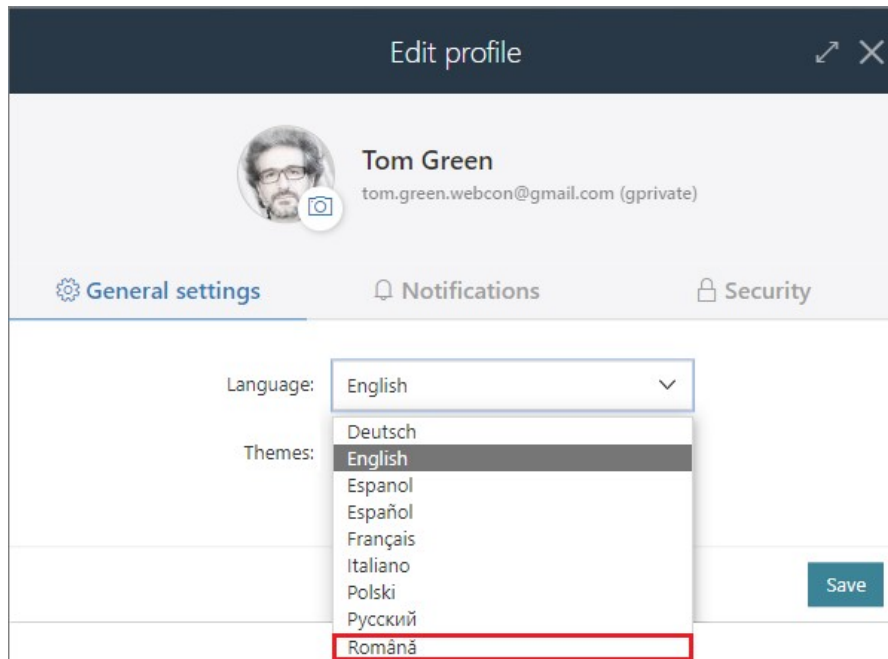 Edit profile
Tom Green
tom.green.webcon@gmail.com (gprivate)
General settings
Notifications
Security
Language:
English
Themes:
Deutsch
English
Espanol
Español
Français
Italiano
Polski
Русский
Română
Save